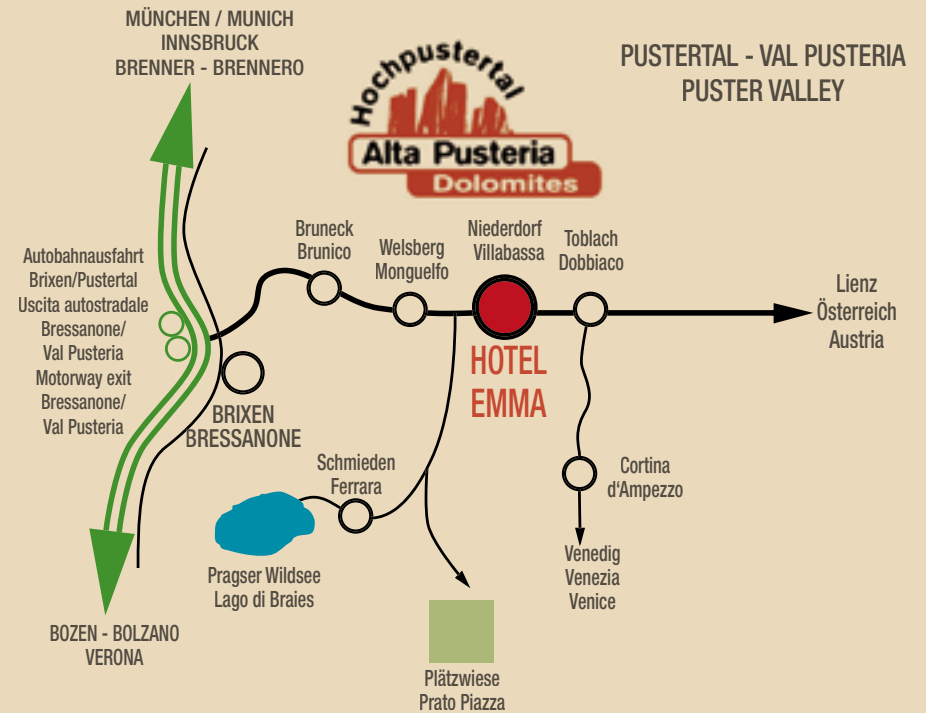 MÜNCHEN / MUNICH
INNSBRUCK
BRENNER - BRENNERO
Hochpustertal
Alta Pusteria
Dolomites
PUSTERTAL - VAL PUSTERIA
PUSTER VALLEY
Autobahnausfahrt
Brixen/Pustertal
Uscita autostradale
Bressanone/
Val Pusteria
Motorway exit
Bressanone/
Val Pusteria
Bruneck
Brunico
Welsberg
Monguelfo
Niederdorf
Villabassa
Toblach
Dobbiaco
Lienz
Österreich
Austria
HOTEL
EMMA
BRIXEN
BRESSANONE
Schmieden
Ferrara
Cortina
d'Ampezzo
Pragser Wildsee
Lago di Braies
Venedig
Venezia
Venice
BOZEN - BOLZANO
VERONA
Plätzwiese
Prato Piazza